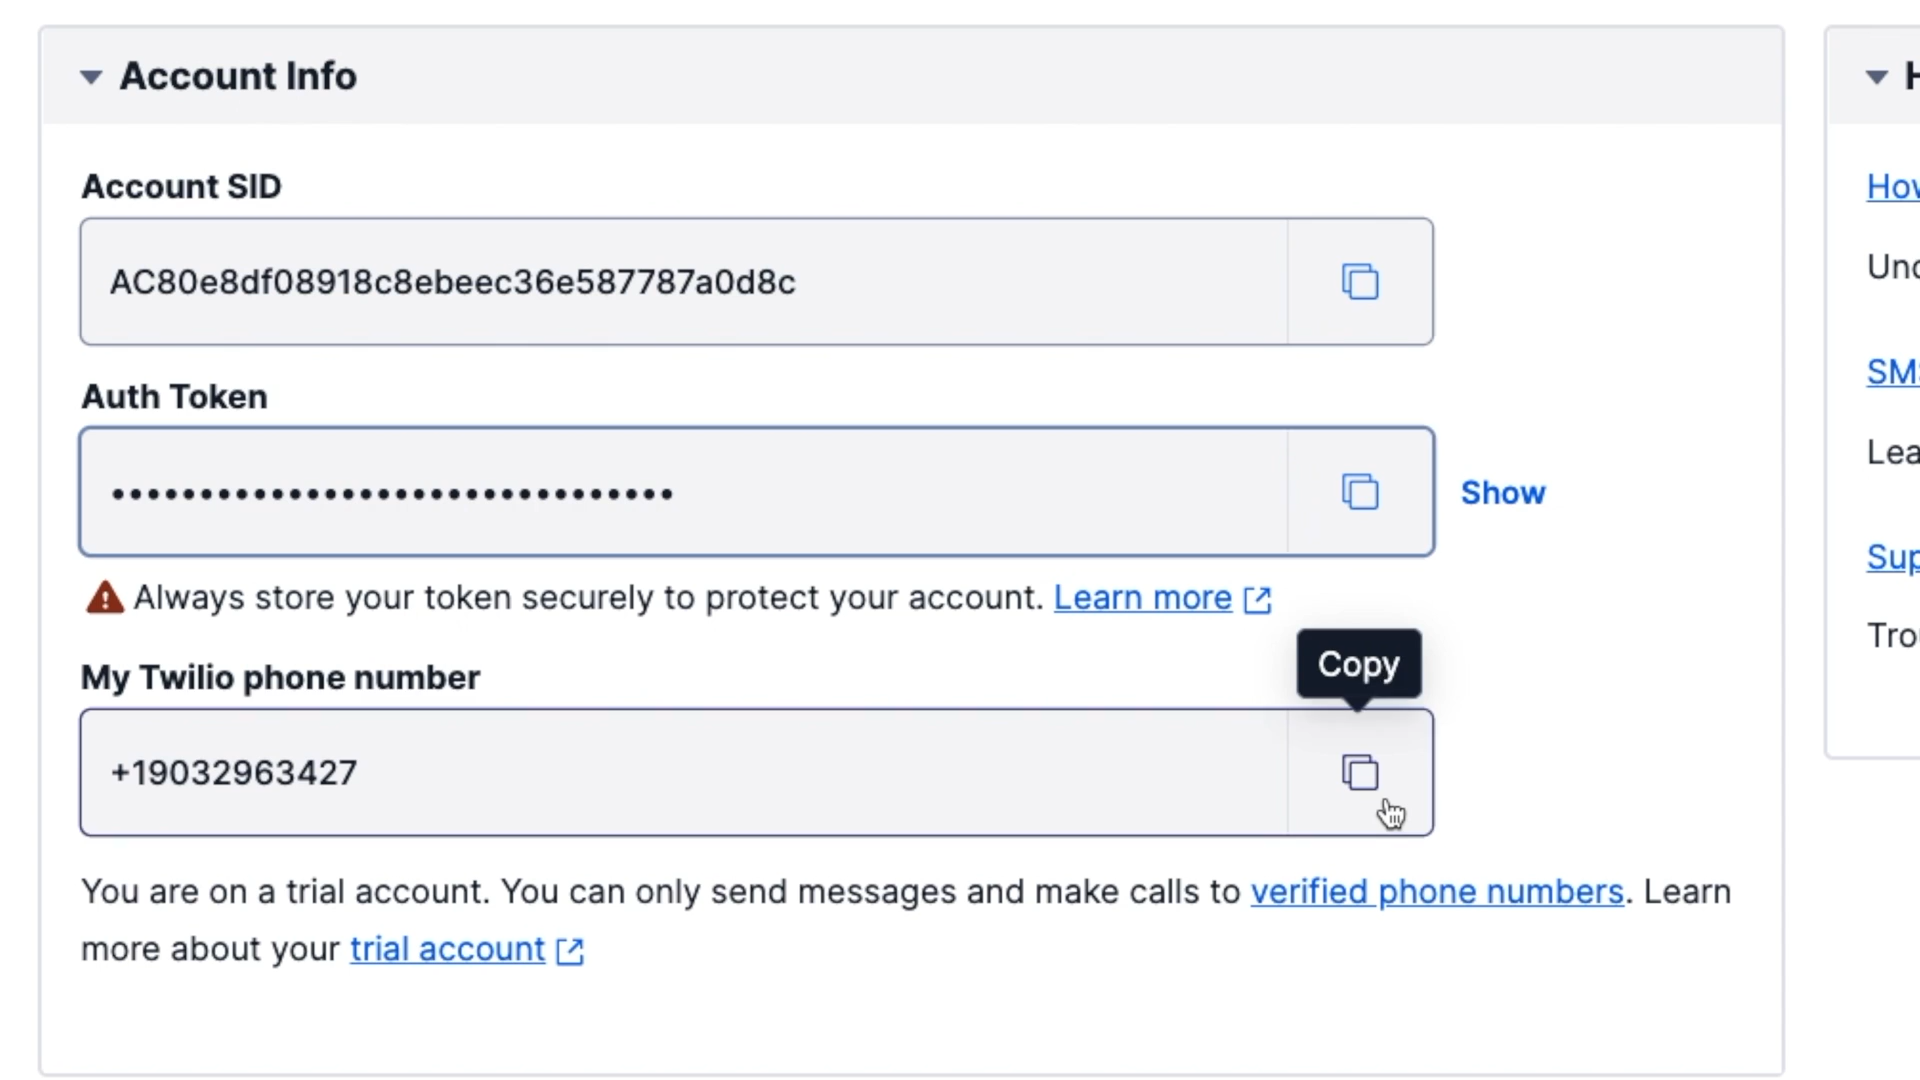 Account Info
Account SID
AC80e8df08918c8ebeec36e587787a0d8c
Auth Token
••••••••••••••••••••••••••••••••
Show
Always store your token securely to protect your account. Learn more
Copy
My Twilio phone number
+19032963427
You are on a trial account. You can only send messages and make calls to verified phone numbers. Learn
more about your trial account